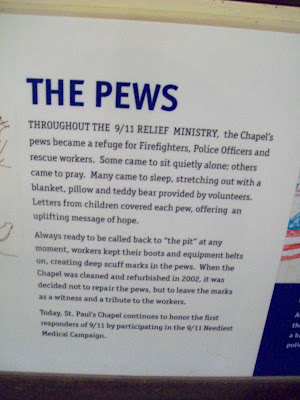 THE PEWS
THROUGHOUT THE 9/11 RELIEF MINISTRY, the Chapel's
pews became a refuge for Firefighters, Police Officers and
rescue workers. Some came to sit quietly alone; others
came to pray. Many came to sleep, stretching out with a
blanket, pillow and teddy bear provided by volunteers.
Letters from children covered each pew, offering an
uplifting message of hope.
Always ready to be called back to "the pit" at any
moment, workers kept their boots and equipment belts
on, creating deep scuff marks in the pews. When the
Chapel was cleaned and refurbished in 2002, it was
decided not to repair the pews, but to leave the marks
as a witness and a tribute to the workers.
Today, St. Paul's Chapel continues to honor the first
responders of 9/11 by participating in the 9/11 Neediest
Medical Campaign.